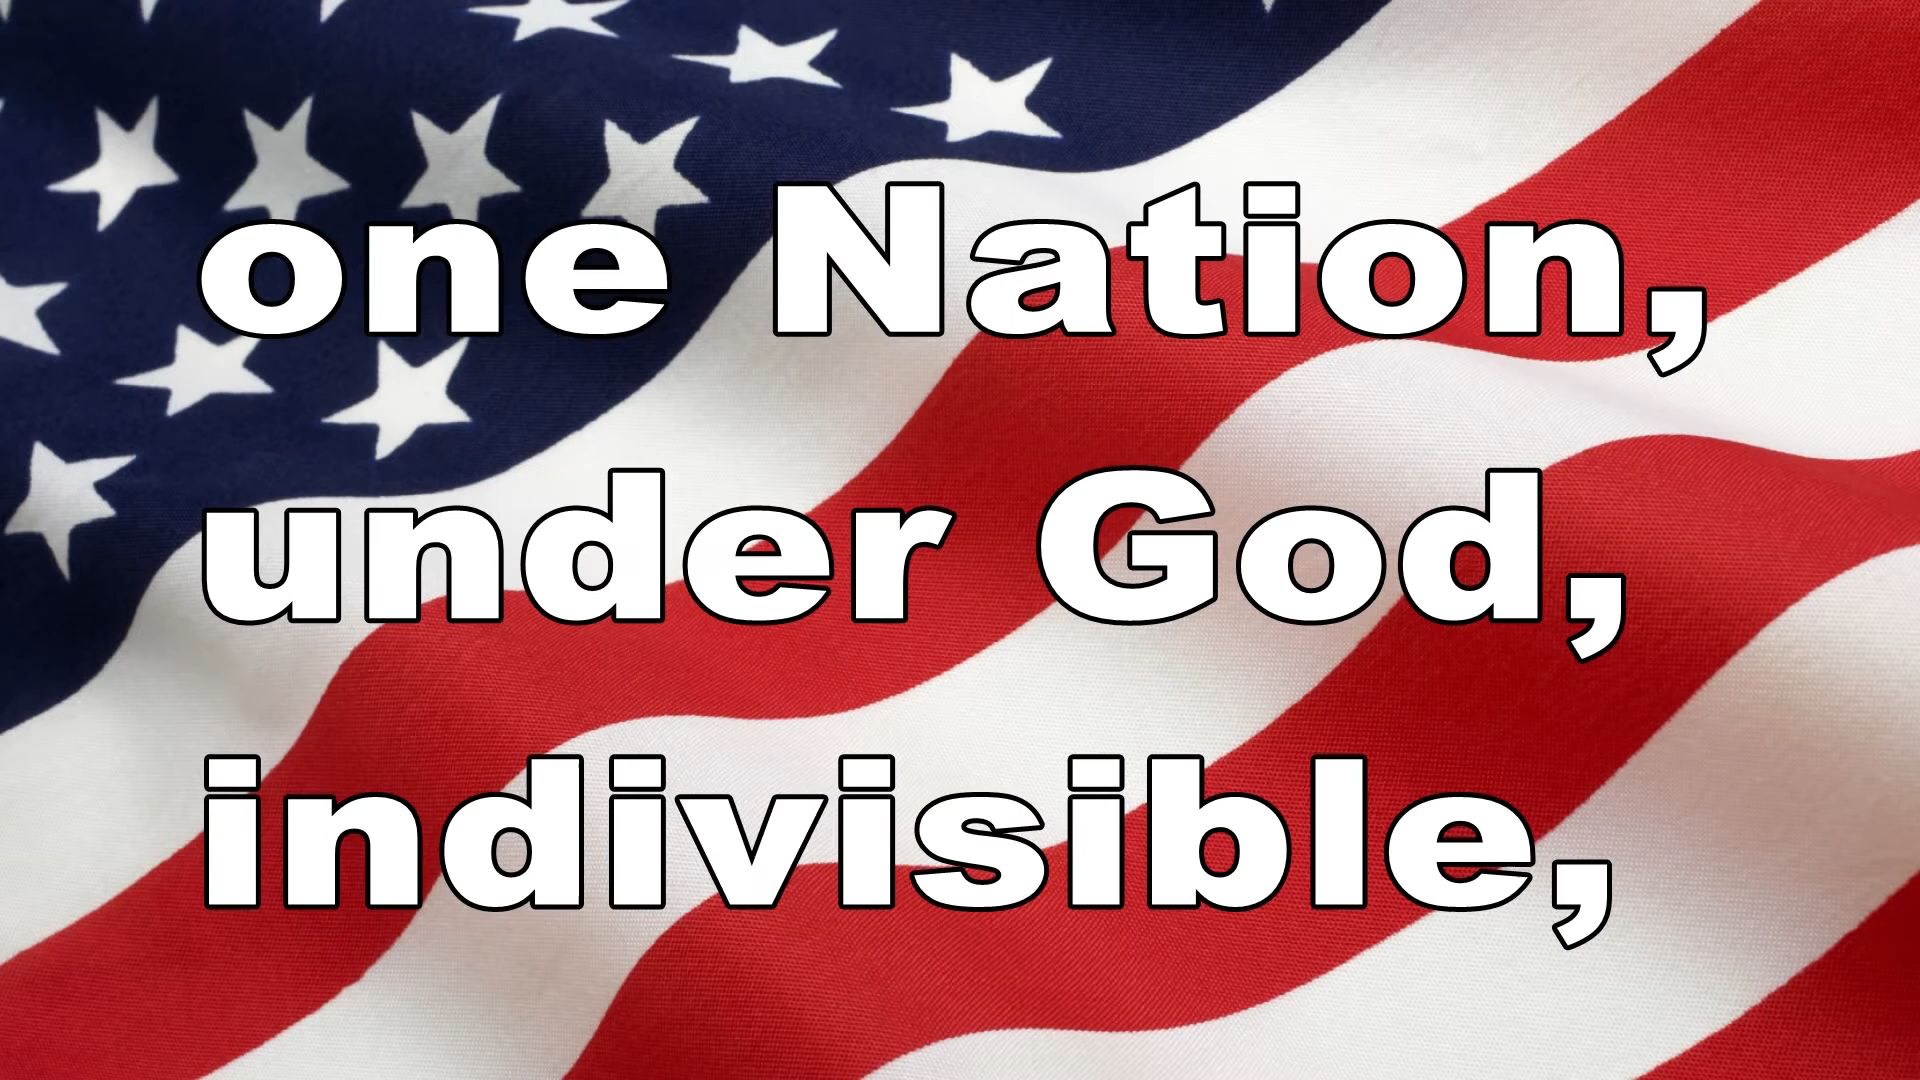 one Nation,
under God,
indivisible,